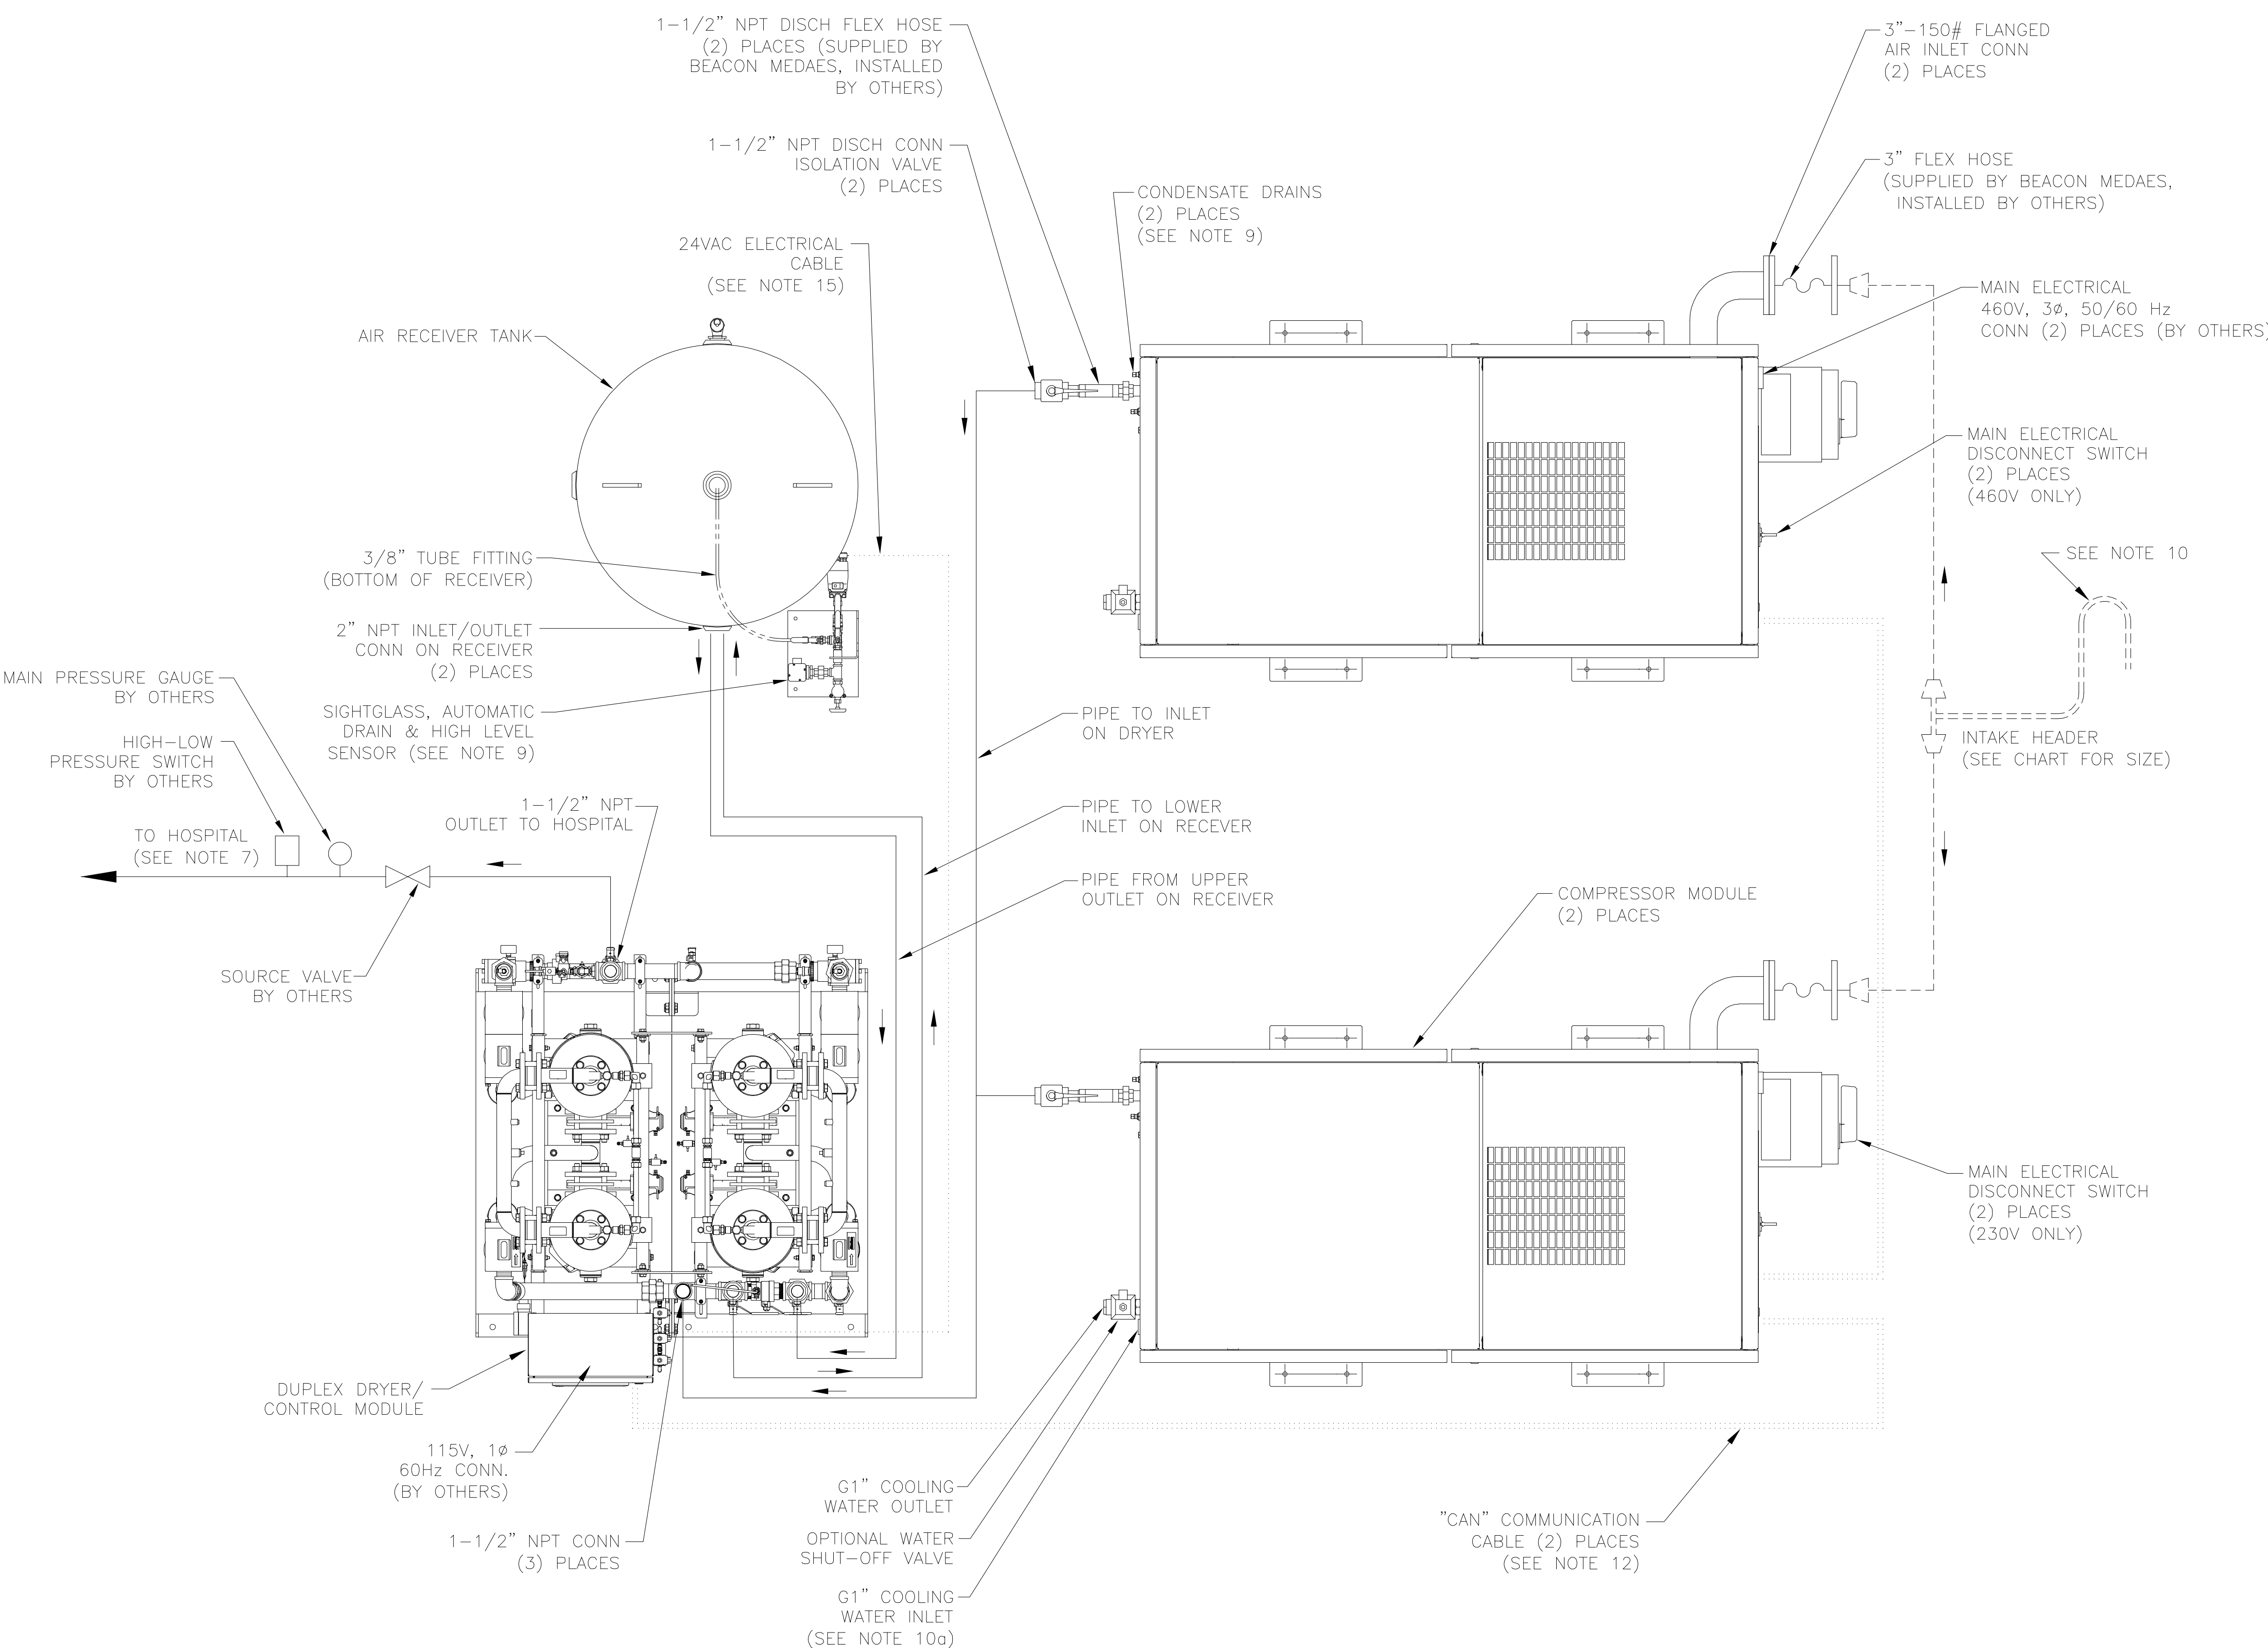 1-1/2" NPT DISCH FLEX HOSE
(2) PLACES (SUPPLIED BY
BEACON MEDAES, INSTALLED
BY OTHERS)
1-1/2" NPT DISCH CONN
ISOLATION VALVE
(2) PLACES
CONDENSATE DRAINS
(2) PLACES
(SEE NOTE 9)
3"-150# FLANGED
AIR INLET CONN
(2) PLACES
3" FLEX HOSE
(SUPPLIED BY BEACON MEDAES,
INSTALLED BY OTHERS)
24VAC ELECTRICAL
CABLE
(SEE NOTE 15)
AIR RECEIVER TANK
MAIN ELECTRICAL
460V, 3ø, 50/60 Hz
CONN (2) PLACES (BY OTHERS)
MAIN ELECTRICAL
DISCONNECT SWITCH
(2) PLACES
(460V ONLY)
3/8" TUBE FITTING
(BOTTOM OF RECEIVER)
SEE NOTE 10
2" NPT INLET/OUTLET
CONN ON RECEIVER
(2) PLACES
MAIN PRESSURE GAUGE
BY OTHERS
SIGHTGLASS, AUTOMATIC
DRAIN & HIGH LEVEL
SENSOR (SEE NOTE 9)
HIGH-LOW
PRESSURE SWITCH
BY OTHERS
PIPE TO INLET
ON DRYER
INTAKE HEADER
(SEE CHART FOR SIZE)
1-1/2" NPT
OUTLET TO HOSPITAL
TO HOSPITAL
(SEE NOTE 7)
PIPE TO LOWER
INLET ON RECEVER
PIPE FROM UPPER
OUTLET ON RECEIVER
COMPRESSOR MODULE
(2) PLACES
SOURCE VALVE
BY OTHERS
MAIN ELECTRICAL
DISCONNECT SWITCH
(2) PLACES
(230V ONLY)
DUPLEX DRYER/
CONTROL MODULE
115V, 1ø
60Hz CONN.
(BY OTHERS)
1-1/2" NPT CONN
(3) PLACES
G1" COOLING
WATER OUTLET
OPTIONAL WATER
SHUT-OFF VALVE
G1" COOLING
WATER INLET
(SEE NOTE 10a)
"CAN" COMMUNICATION
CABLE (2) PLACES
(SEE NOTE 12)